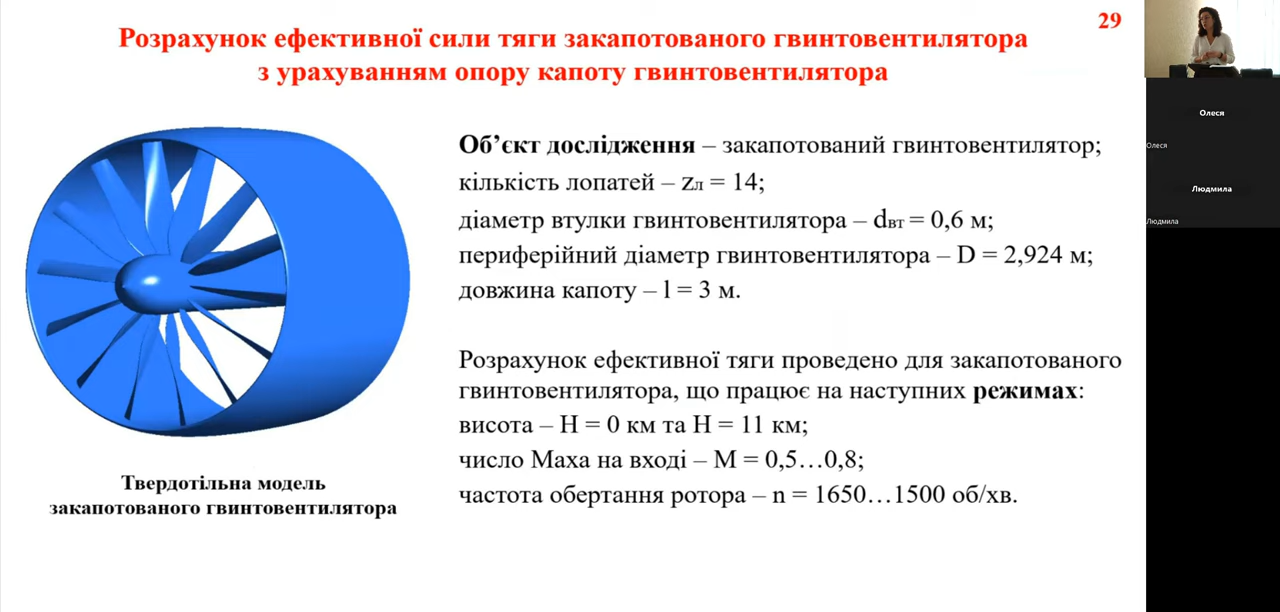 29
Розрахунок ефективної сили тяги закапотованого гвинтовентилятора
з урахуванням опору капоту гвинтовентилятора
Об’єкт дослідження – закапотований гвинтовентилятор;
кількість лопатей – zл = 14;
діаметр втулки гвинтовентилятора – dвт = 0,6 м;
периферійний діаметр гвинтовентилятора – D = 2,924 м;
довжина капоту – l = 3 м.
Розрахунок ефективної тяги проведено для закапотованого
гвинтовентилятора, що працює на наступних режимах:
висота – H = 0 км та H = 11 км;
число Маха на вході – M = 0,5…0,8;
частота обертання ротора – n = 1650…1500 об/хв.
Твердотільна модель
закапотованого гвинтовентилятора
Олеся
Олеся
Людмила
Людмила